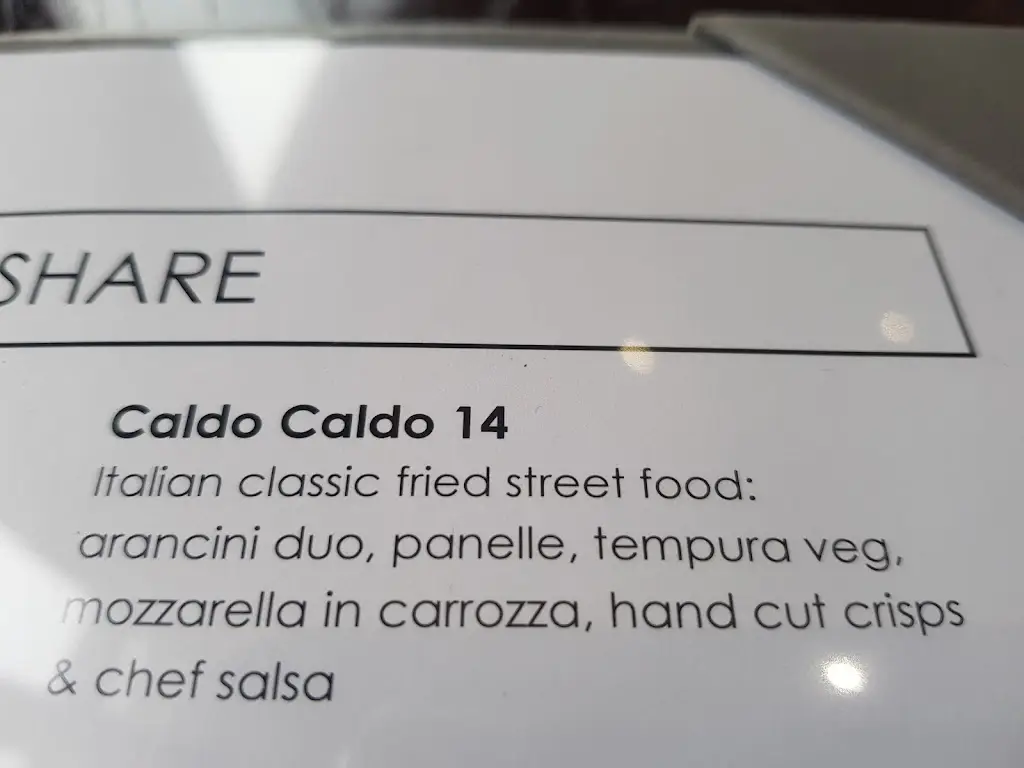 SHARE
Caldo Caldo 14
Italian classic fried street food:
arancini duo, panelle, tempura veg,
mozzarella in carrozza, hand cut crisps
& chef salsa